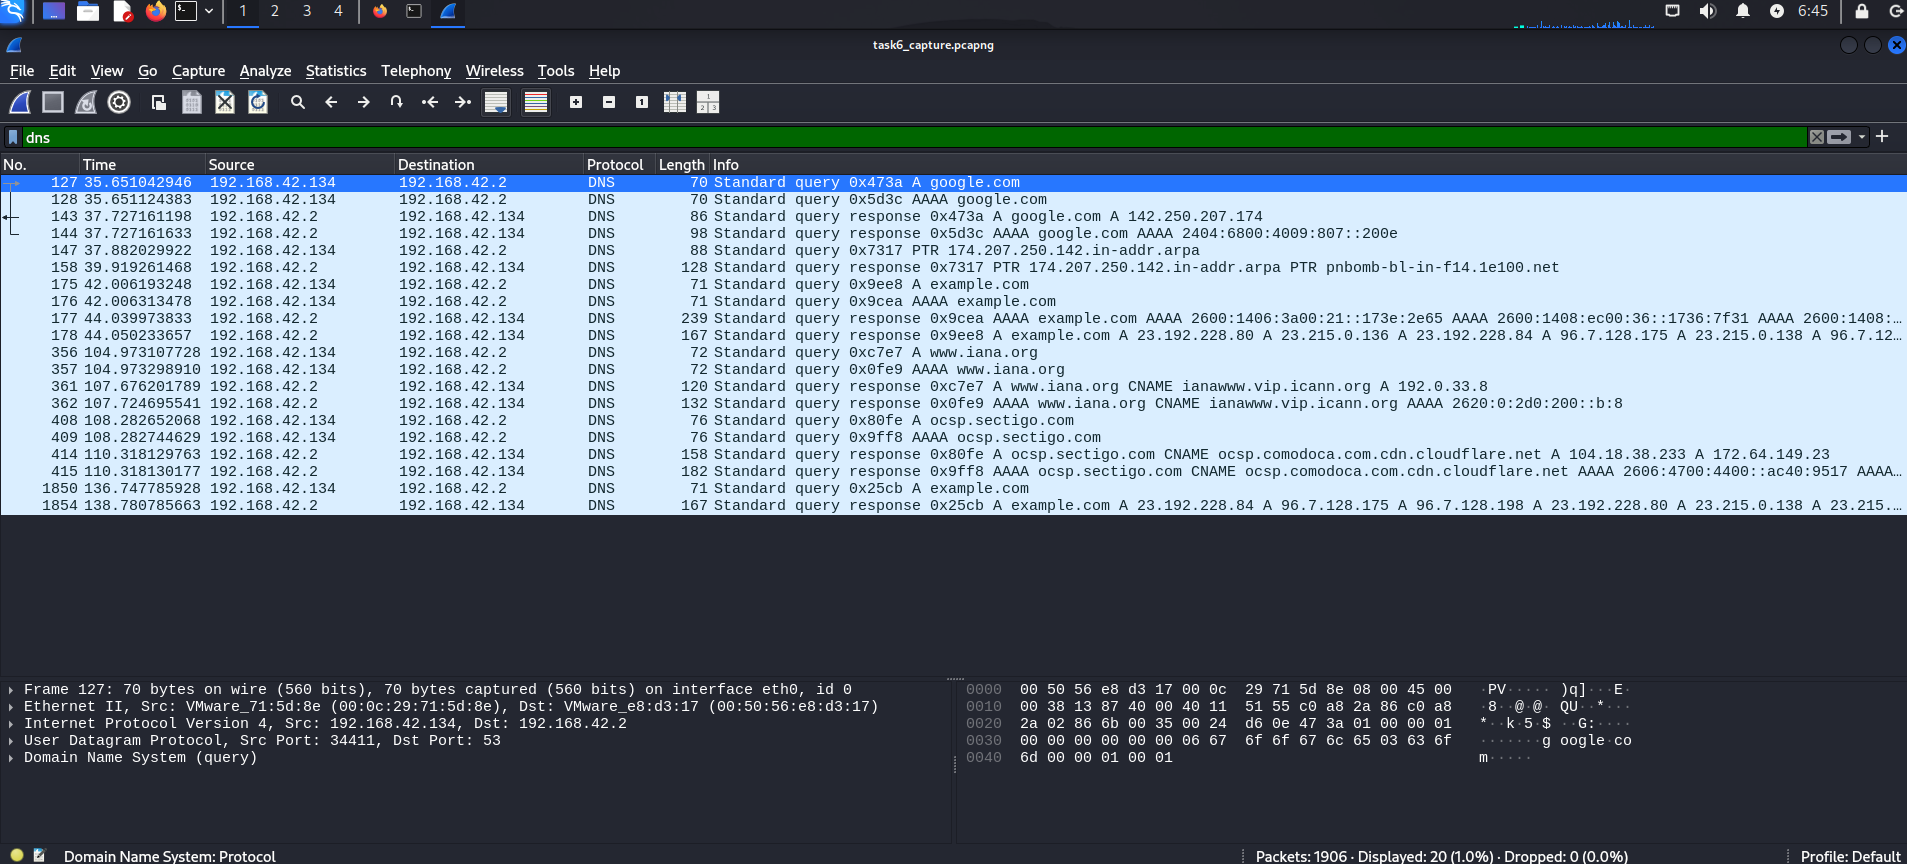 1 2 3 4 6:45
task6_capture.pcapng
File Edit View Go Capture Analyze Statistics Telephony Wireless Tools Help
dns
No. Time Source Destination Protocol Length Info
127 35.651042946 192.168.42.134 192.168.42.2 DNS 70 Standard query 0x473a A google.com
128 35.651124383 192.168.42.134 192.168.42.2 DNS 70 Standard query 0x5d3c AAAA google.com
143 37.727161198 192.168.42.2 192.168.42.134 DNS 86 Standard query response 0x473a A google.com A 142.250.207.174
144 37.727161633 192.168.42.2 192.168.42.134 DNS 98 Standard query response 0x5d3c AAAA google.com AAAA 2404:6800:4009:807::200e
147 37.882029922 192.168.42.134 192.168.42.2 DNS 88 Standard query 0x7317 PTR 174.207.250.142.in-addr.arpa
158 39.919261468 192.168.42.2 192.168.42.134 DNS 128 Standard query response 0x7317 PTR 174.207.250.142.in-addr.arpa PTR pnbomb-bl-in-f14.1e100.net
175 42.006193248 192.168.42.134 192.168.42.2 DNS 71 Standard query 0x9ee8 A example.com
176 42.006313478 192.168.42.134 192.168.42.2 DNS 71 Standard query 0x9cea AAAA example.com
177 44.039973833 192.168.42.2 192.168.42.134 DNS 239 Standard query response 0x9cea AAAA example.com AAAA 2600:1406:3a00:21::173e:2e65 AAAA 2600:1408:ec00:36::1736:7f31 AAAA 2600:1408:…
178 44.050233657 192.168.42.2 192.168.42.134 DNS 167 Standard query response 0x9ee8 A example.com A 23.192.228.80 A 23.215.0.136 A 23.192.228.84 A 96.7.128.175 A 23.215.0.138 A 96.7.12…
356 104.973107728 192.168.42.134 192.168.42.2 DNS 72 Standard query 0xc7e7 A www.iana.org
357 104.973298910 192.168.42.134 192.168.42.2 DNS 72 Standard query 0x0fe9 AAAA www.iana.org
361 107.676201789 192.168.42.2 192.168.42.134 DNS 120 Standard query response 0xc7e7 A www.iana.org CNAME ianawww.vip.icann.org A 192.0.33.8
362 107.724695541 192.168.42.2 192.168.42.134 DNS 132 Standard query response 0x0fe9 AAAA www.iana.org CNAME ianawww.vip.icann.org AAAA 2620:0:2d0:200::b:8
408 108.282652068 192.168.42.134 192.168.42.2 DNS 76 Standard query 0x80fe A ocsp.sectigo.com
409 108.282744629 192.168.42.134 192.168.42.2 DNS 76 Standard query 0x9ff8 AAAA ocsp.sectigo.com
414 110.318129763 192.168.42.2 192.168.42.134 DNS 158 Standard query response 0x80fe A ocsp.sectigo.com CNAME ocsp.comodoca.com.cdn.cloudflare.net A 104.18.38.233 A 172.64.149.23
415 110.318130177 192.168.42.2 192.168.42.134 DNS 182 Standard query response 0x9ff8 AAAA ocsp.sectigo.com CNAME ocsp.comodoca.com.cdn.cloudflare.net AAAA 2606:4700:4400::ac40:9517 AAAA…
1850 136.747785928 192.168.42.134 192.168.42.2 DNS 71 Standard query 0x25cb A example.com
1854 138.780785663 192.168.42.2 192.168.42.134 DNS 167 Standard query response 0x25cb A example.com A 23.192.228.84 A 96.7.128.175 A 96.7.128.198 A 23.192.228.80 A 23.215.0.138 A 23.215.…
Frame 127: 70 bytes on wire (560 bits), 70 bytes captured (560 bits) on interface eth0, id 0
Ethernet II, Src: VMware_71:5d:8e (00:0c:29:71:5d:8e), Dst: VMware_e8:d3:17 (00:50:56:e8:d3:17)
Internet Protocol Version 4, Src: 192.168.42.134, Dst: 192.168.42.2
User Datagram Protocol, Src Port: 34411, Dst Port: 53
Domain Name System (query)
0000 00 50 56 e8 d3 17 00 0c 29 71 5d 8e 08 00 45 00 ·PV····· )q]···E·
0010 00 38 13 87 40 00 40 11 51 55 c0 a8 2a 86 c0 a8 ·8··@·@· QU··*···
0020 2a 02 86 6b 00 35 00 24 d6 0e 47 3a 01 00 00 01 *··k·5·$ ··G:····
0030 00 00 00 00 00 00 06 67 6f 6f 67 6c 65 03 63 6f ·······g oogle·co
0040 6d 00 00 01 00 01 m·····
Domain Name System: Protocol
Packets: 1906 · Displayed: 20 (1.0%) · Dropped: 0 (0.0%)
Profile: Default